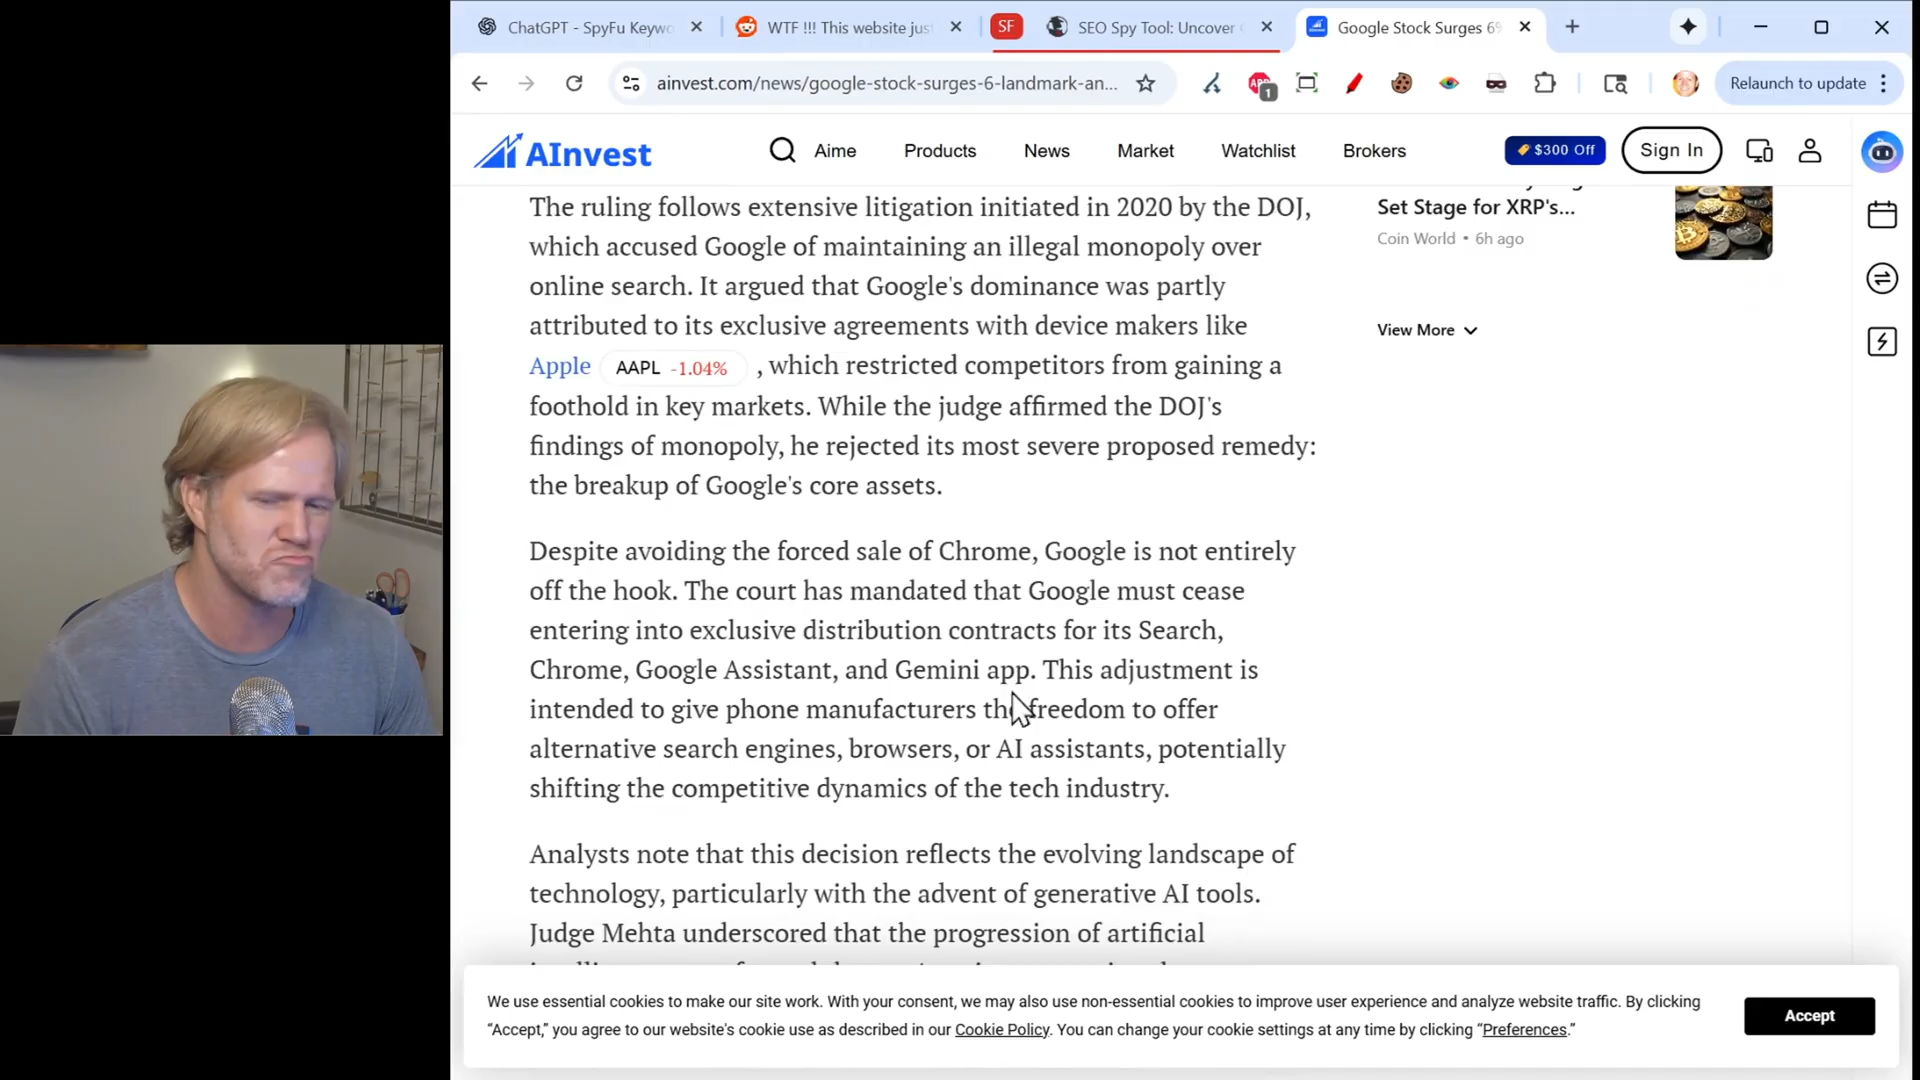 ChatGPT - SpyFu Keywo
WTF !!! This website jus
SF
SEO Spy Tool: Uncover
Google Stock Surges 6%
ainvest.com/news/google-stock-surges-6-landmark-an...
1
Relaunch to update
AInvest
Aime
Products
News
Market
Watchlist
Brokers
$300 Off
Sign In
The ruling follows extensive litigation initiated in 2020 by the DOJ,
which accused Google of maintaining an illegal monopoly over
online search. It argued that Google's dominance was partly
attributed to its exclusive agreements with device makers like
Apple AAPL -1.04% , which restricted competitors from gaining a
foothold in key markets. While the judge affirmed the DOJ's
findings of monopoly, he rejected its most severe proposed remedy:
the breakup of Google's core assets.
Despite avoiding the forced sale of Chrome, Google is not entirely
off the hook. The court has mandated that Google must cease
entering into exclusive distribution contracts for its Search,
Chrome, Google Assistant, and Gemini app. This adjustment is
intended to give phone manufacturers the freedom to offer
alternative search engines, browsers, or AI assistants, potentially
shifting the competitive dynamics of the tech industry.
Analysts note that this decision reflects the evolving landscape of
technology, particularly with the advent of generative AI tools.
Judge Mehta underscored that the progression of artificial
Set Stage for XRP's...
Coin World • 6h ago
View More
We use essential cookies to make our site work. With your consent, we may also use non-essential cookies to improve user experience and analyze website traffic. By clicking
“Accept,” you agree to our website's cookie use as described in our Cookie Policy. You can change your cookie settings at any time by clicking “Preferences.”
Accept